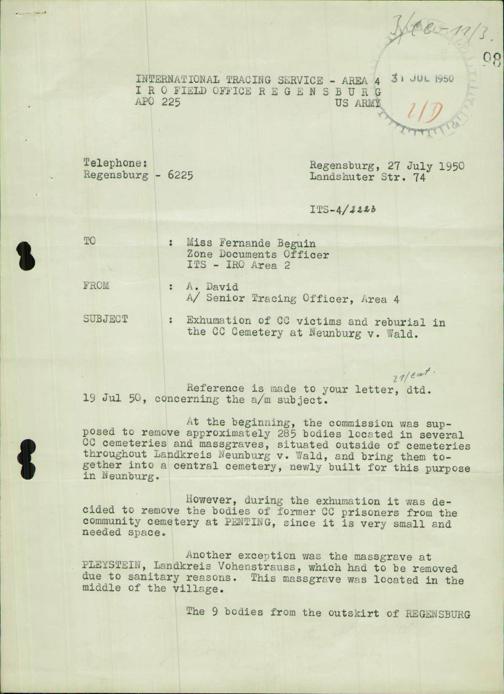 3/CC-11/3.
98
INTERNATIONAL TRACING SERVICE - AREA 4
31 JUL 1950
I R O FIELD OFFICE R E G E N S B U R G
APO 225 US ARMY
Telephone: Regensburg, 27 July 1950
Regensburg - 6225 Landshuter Str. 74
ITS-4/2226
TO : Miss Fernande Beguin
Zone Documents Officer
ITS - IRO Area 2
FROM : A. David
A/ Senior Tracing Officer, Area 4
SUBJECT : Exhumation of CC victims and reburial in
the CC Cemetery at Neunburg v. Wald.
Reference is made to your letter, dtd.
19 Jul 50, concerning the a/m subject.
At the beginning, the commission was sup-
posed to remove approximately 285 bodies located in several
CC cemeteries and massgraves, situated outside of cemeteries
throughout Landkreis Neunburg v. Wald, and bring them to-
gether into a central cemetery, newly built for this purpose
in Neunburg.
However, during the exhumation it was de-
cided to remove the bodies of former CC prisoners from the
community cemetery at PENTING, since it is very small and
needed space.
Another exception was the massgrave at
PLEYSTEIN, Landkreis Vohenstrauss, which had to be removed
due to sanitary reasons. This massgrave was located in the
middle of the village.
The 9 bodies from the outskirt of REGENSBURG